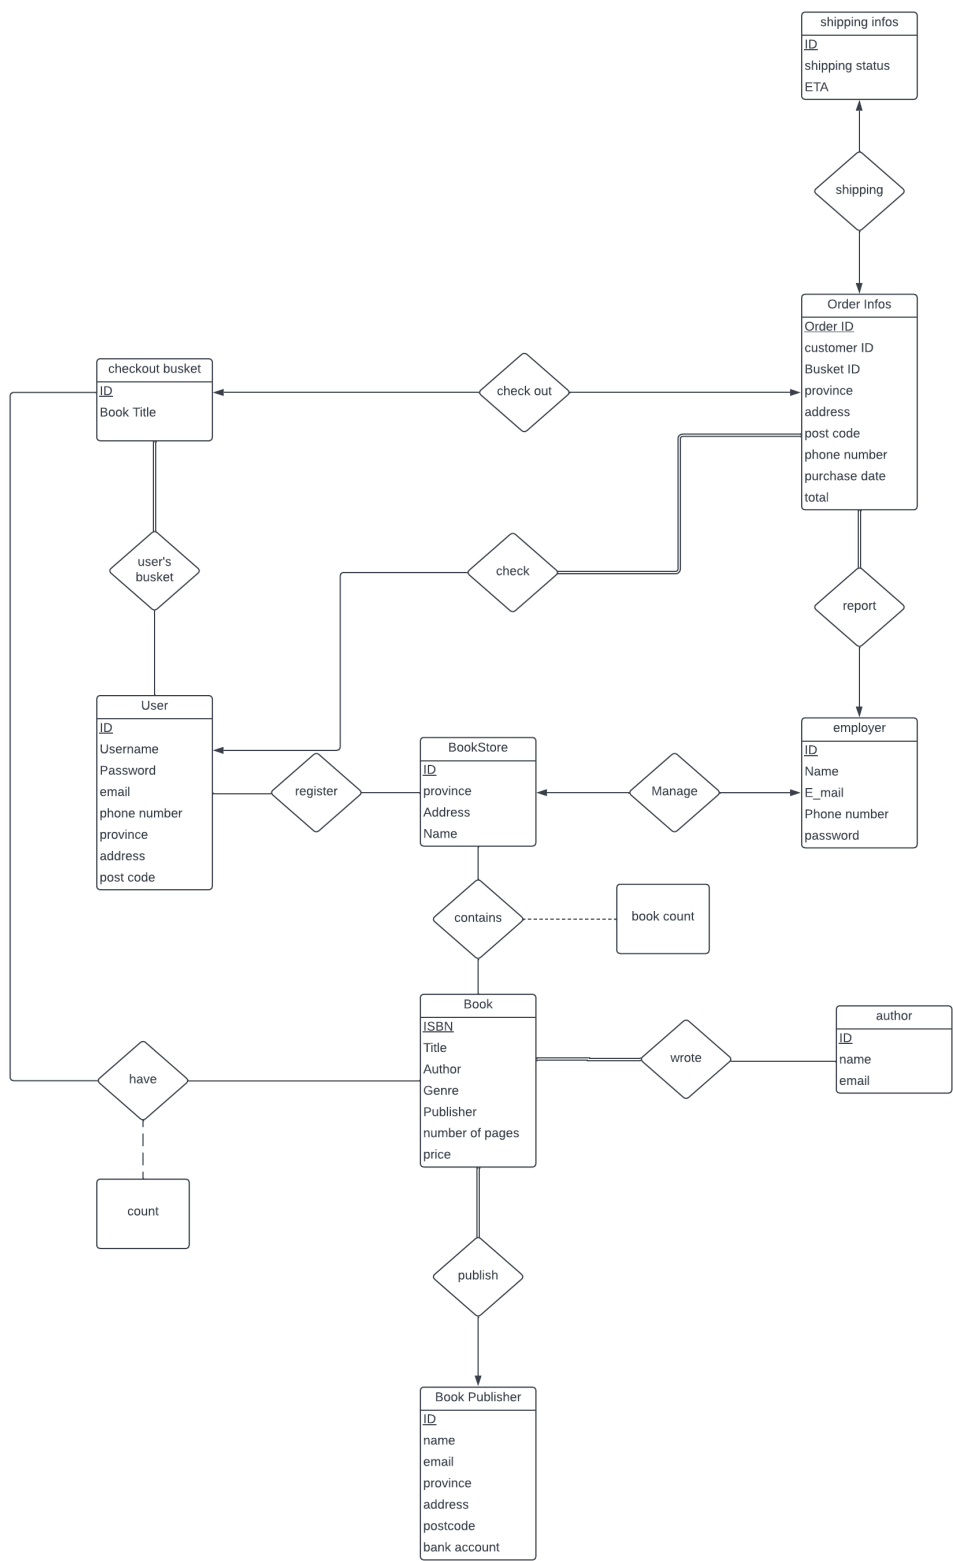 shipping infos
ID
shipping status
ETA
shipping
Order Infos
Order ID
customer ID
Busket ID
province
address
post code
phone number
purchase date
total
checkout busket
ID
Book Title
check out
user's
busket
check
report
User
ID
Username
Password
email
phone number
province
address
post code
register
BookStore
ID
province
Address
Name
Manage
employer
ID
Name
E_mail
Phone number
password
contains
book count
Book
ISBN
Title
Author
Genre
Publisher
number of pages
price
wrote
author
ID
name
email
have
count
publish
Book Publisher
ID
name
email
province
address
postcode
bank account